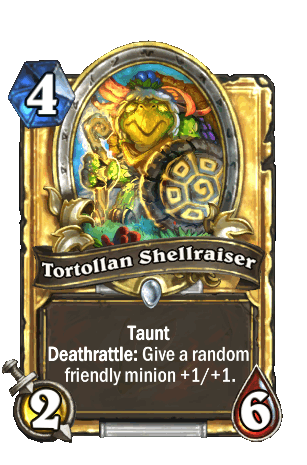 4
Tortollan Shellraiser
Taunt
Deathrattle: Give a random
friendly minion +1/+1.
2
6